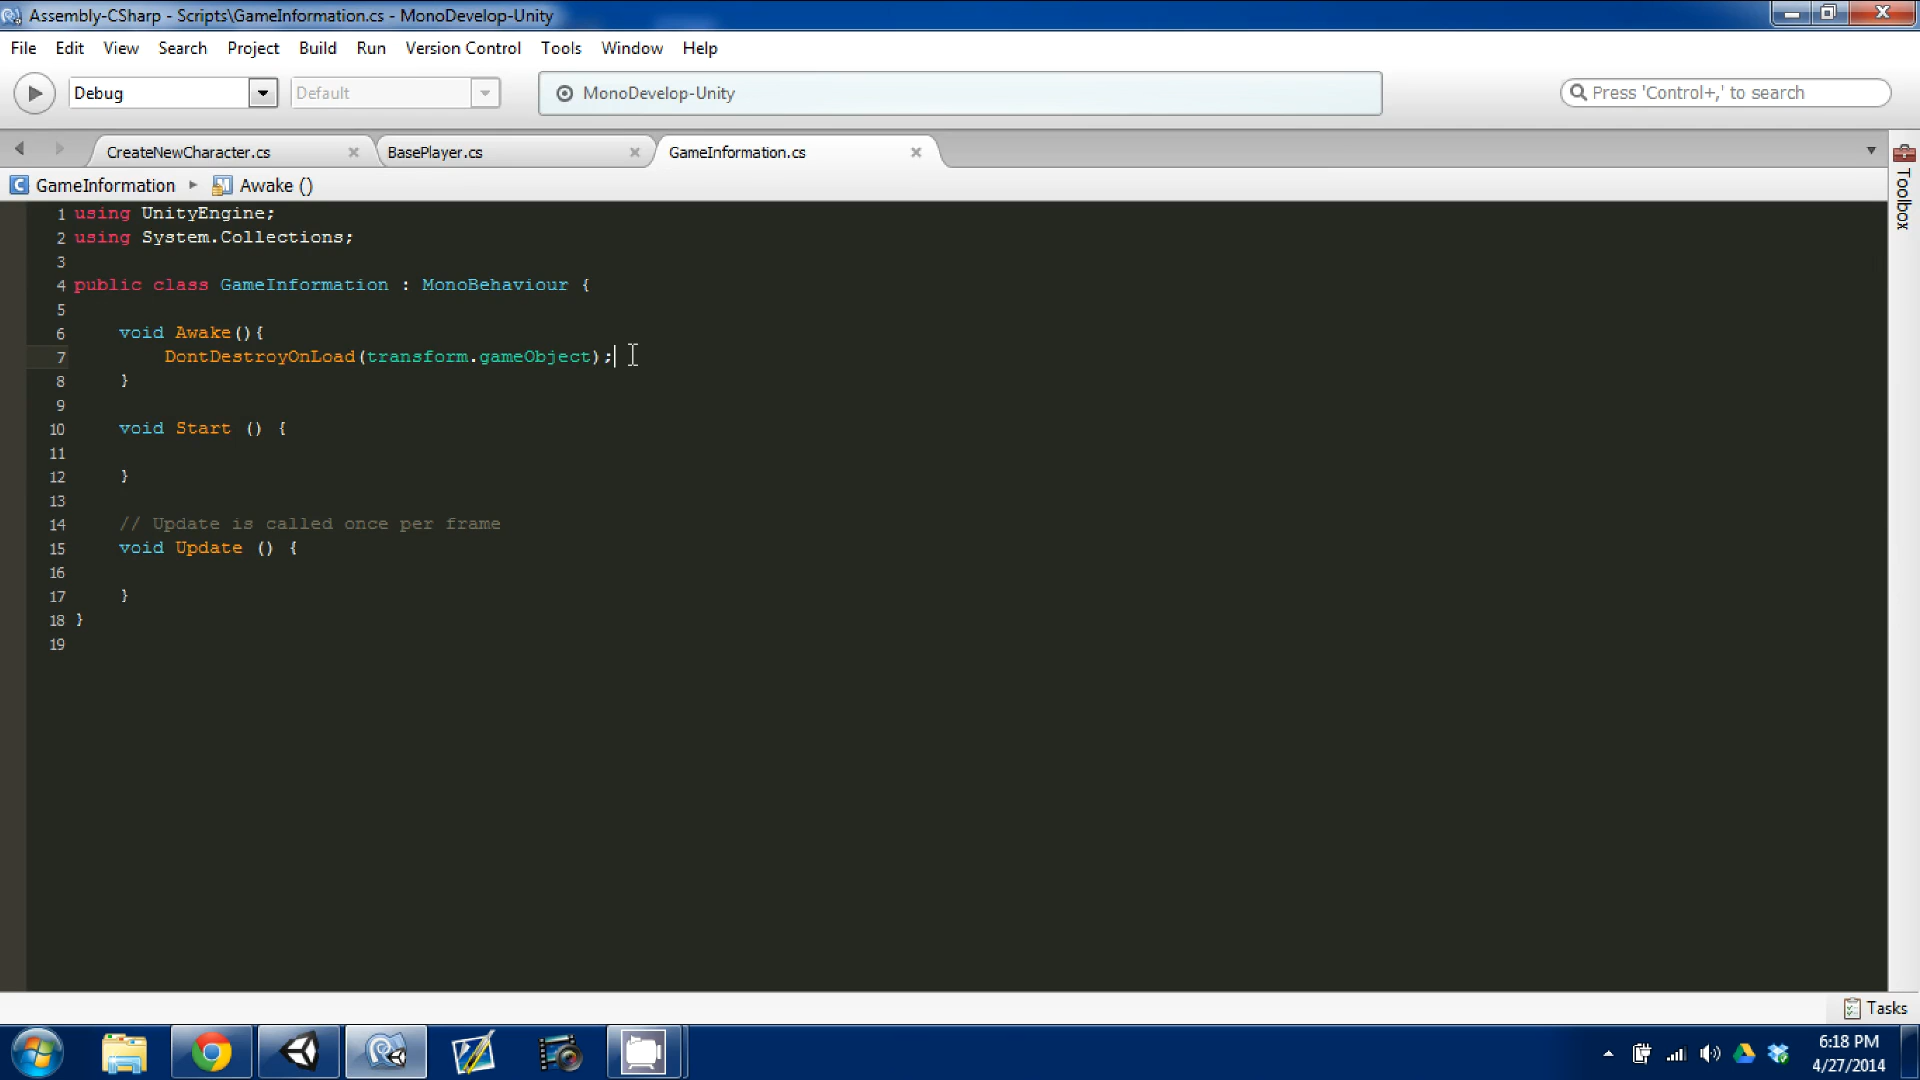 Assembly-CSharp - Scripts\GameInformation.cs - MonoDevelop-Unity
File Edit View Search Project Build Run Version Control Tools Window Help
Debug Default MonoDevelop-Unity Press 'Control+,' to search
CreateNewCharacter.cs BasePlayer.cs GameInformation.cs
GameInformation Awake ()
Toolbox
1 using UnityEngine;
2 using System.Collections;
3
4 public class GameInformation : MonoBehaviour {
5
6 void Awake(){
7 DontDestroyOnLoad(transform.gameObject);
8 }
9
10 void Start () {
11
12 }
13
14 // Update is called once per frame
15 void Update () {
16
17 }
18 }
19
Tasks
6:18 PM
4/27/2014